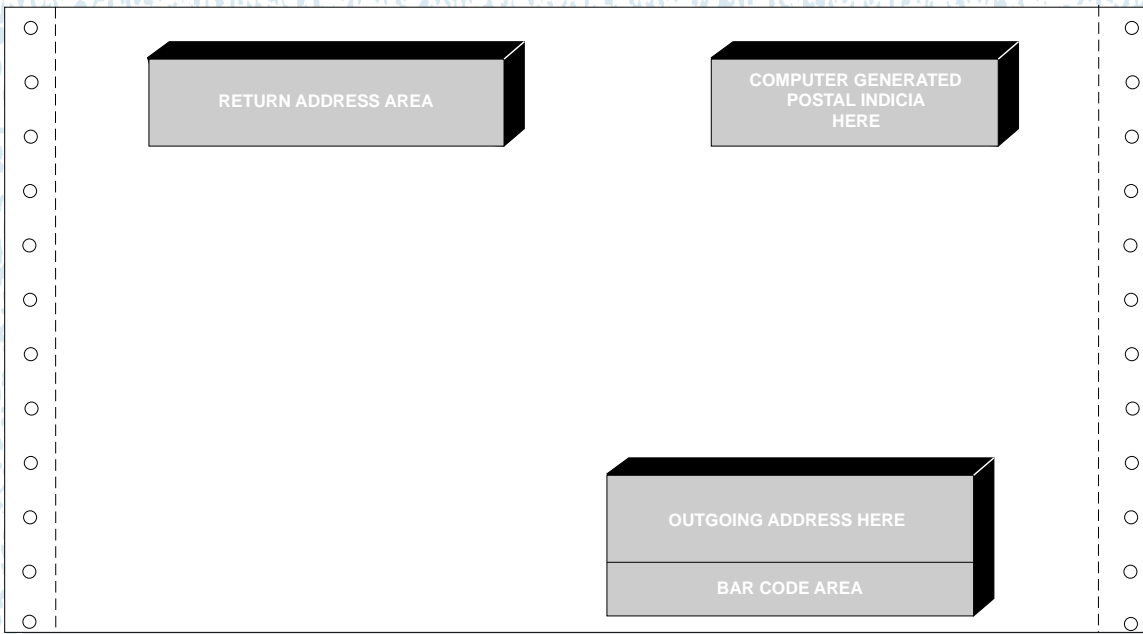 RETURN ADDRESS AREA
COMPUTER GENERATED
POSTAL INDICIA
HERE
OUTGOING ADDRESS HERE
BAR CODE AREA